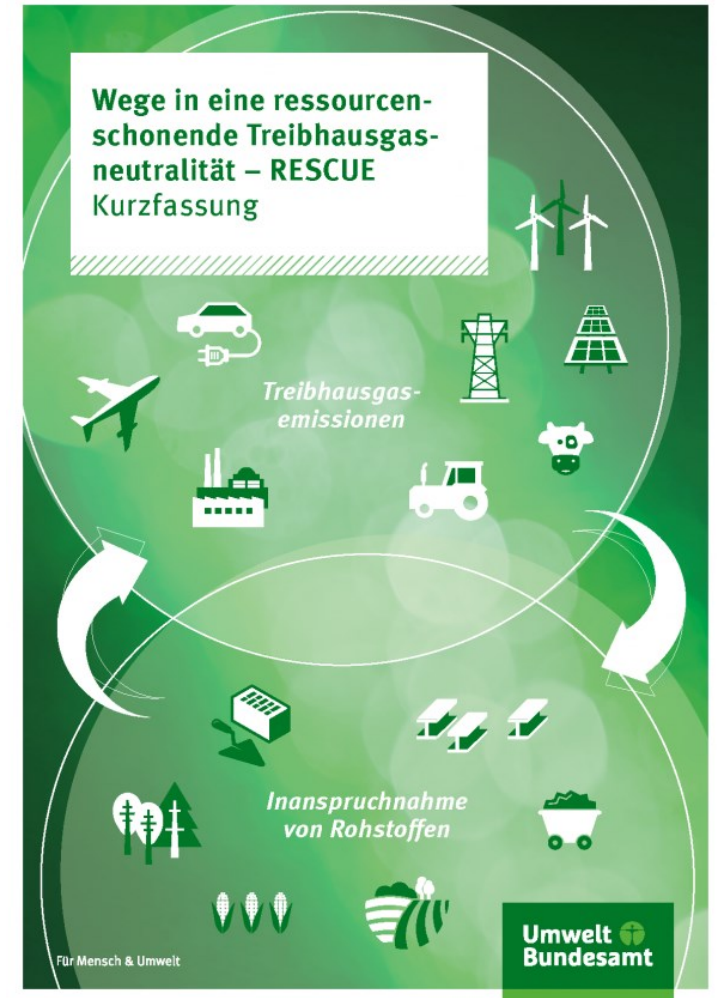 Wege in eine ressourcen-
schonende Treibhausgas-
neutralität – RESCUE
Kurzfassung
Treibhausgas-
emissionen
Inanspruchnahme
von Rohstoffen
Für Mensch & Umwelt
Umwelt
Bundesamt